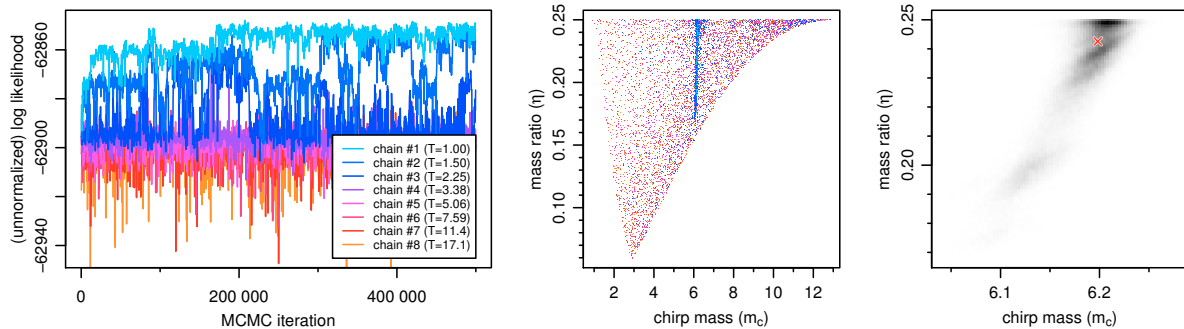 (unnormalized) log likelihood
−62940
−62900
−62860
0
200 000
400 000
MCMC iteration
chain #1 (T=1.00)
chain #2 (T=1.50)
chain #3 (T=2.25)
chain #4 (T=3.38)
chain #5 (T=5.06)
chain #6 (T=7.59)
chain #7 (T=11.4)
chain #8 (T=17.1)
mass ratio (η)
0.10
0.15
0.20
0.25
2
4
6
8
10
12
chirp mass (mc)
mass ratio (η)
0.20
0.25
6.1
6.2
chirp mass (mc)